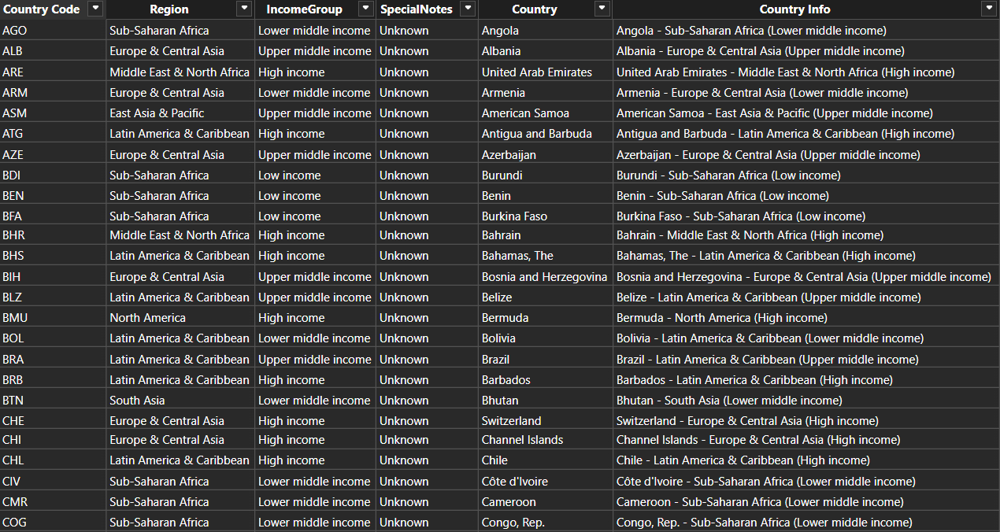 Country Code Region IncomeGroup SpecialNotes Country Country Info
AGO Sub-Saharan Africa Lower middle income Unknown Angola Angola - Sub-Saharan Africa (Lower middle income)
ALB Europe & Central Asia Upper middle income Unknown Albania Albania - Europe & Central Asia (Upper middle income)
ARE Middle East & North Africa High income Unknown United Arab Emirates United Arab Emirates - Middle East & North Africa (High income)
ARM Europe & Central Asia Lower middle income Unknown Armenia Armenia - Europe & Central Asia (Lower middle income)
ASM East Asia & Pacific Upper middle income Unknown American Samoa American Samoa - East Asia & Pacific (Upper middle income)
ATG Latin America & Caribbean High income Unknown Antigua and Barbuda Antigua and Barbuda - Latin America & Caribbean (High income)
AZE Europe & Central Asia Upper middle income Unknown Azerbaijan Azerbaijan - Europe & Central Asia (Upper middle income)
BDI Sub-Saharan Africa Low income Unknown Burundi Burundi - Sub-Saharan Africa (Low income)
BEN Sub-Saharan Africa Low income Unknown Benin Benin - Sub-Saharan Africa (Low income)
BFA Sub-Saharan Africa Low income Unknown Burkina Faso Burkina Faso - Sub-Saharan Africa (Low income)
BHR Middle East & North Africa High income Unknown Bahrain Bahrain - Middle East & North Africa (High income)
BHS Latin America & Caribbean High income Unknown Bahamas, The Bahamas, The - Latin America & Caribbean (High income)
BIH Europe & Central Asia Upper middle income Unknown Bosnia and Herzegovina Bosnia and Herzegovina - Europe & Central Asia (Upper middle income)
BLZ Latin America & Caribbean Upper middle income Unknown Belize Belize - Latin America & Caribbean (Upper middle income)
BMU North America High income Unknown Bermuda Bermuda - North America (High income)
BOL Latin America & Caribbean Lower middle income Unknown Bolivia Bolivia - Latin America & Caribbean (Lower middle income)
BRA Latin America & Caribbean Upper middle income Unknown Brazil Brazil - Latin America & Caribbean (Upper middle income)
BRB Latin America & Caribbean High income Unknown Barbados Barbados - Latin America & Caribbean (High income)
BTN South Asia Lower middle income Unknown Bhutan Bhutan - South Asia (Lower middle income)
CHE Europe & Central Asia High income Unknown Switzerland Switzerland - Europe & Central Asia (High income)
CHI Europe & Central Asia High income Unknown Channel Islands Channel Islands - Europe & Central Asia (High income)
CHL Latin America & Caribbean High income Unknown Chile Chile - Latin America & Caribbean (High income)
CIV Sub-Saharan Africa Lower middle income Unknown Côte d'Ivoire Côte d'Ivoire - Sub-Saharan Africa (Lower middle income)
CMR Sub-Saharan Africa Lower middle income Unknown Cameroon Cameroon - Sub-Saharan Africa (Lower middle income)
COG Sub-Saharan Africa Lower middle income Unknown Congo, Rep. Congo, Rep. - Sub-Saharan Africa (Lower middle income)